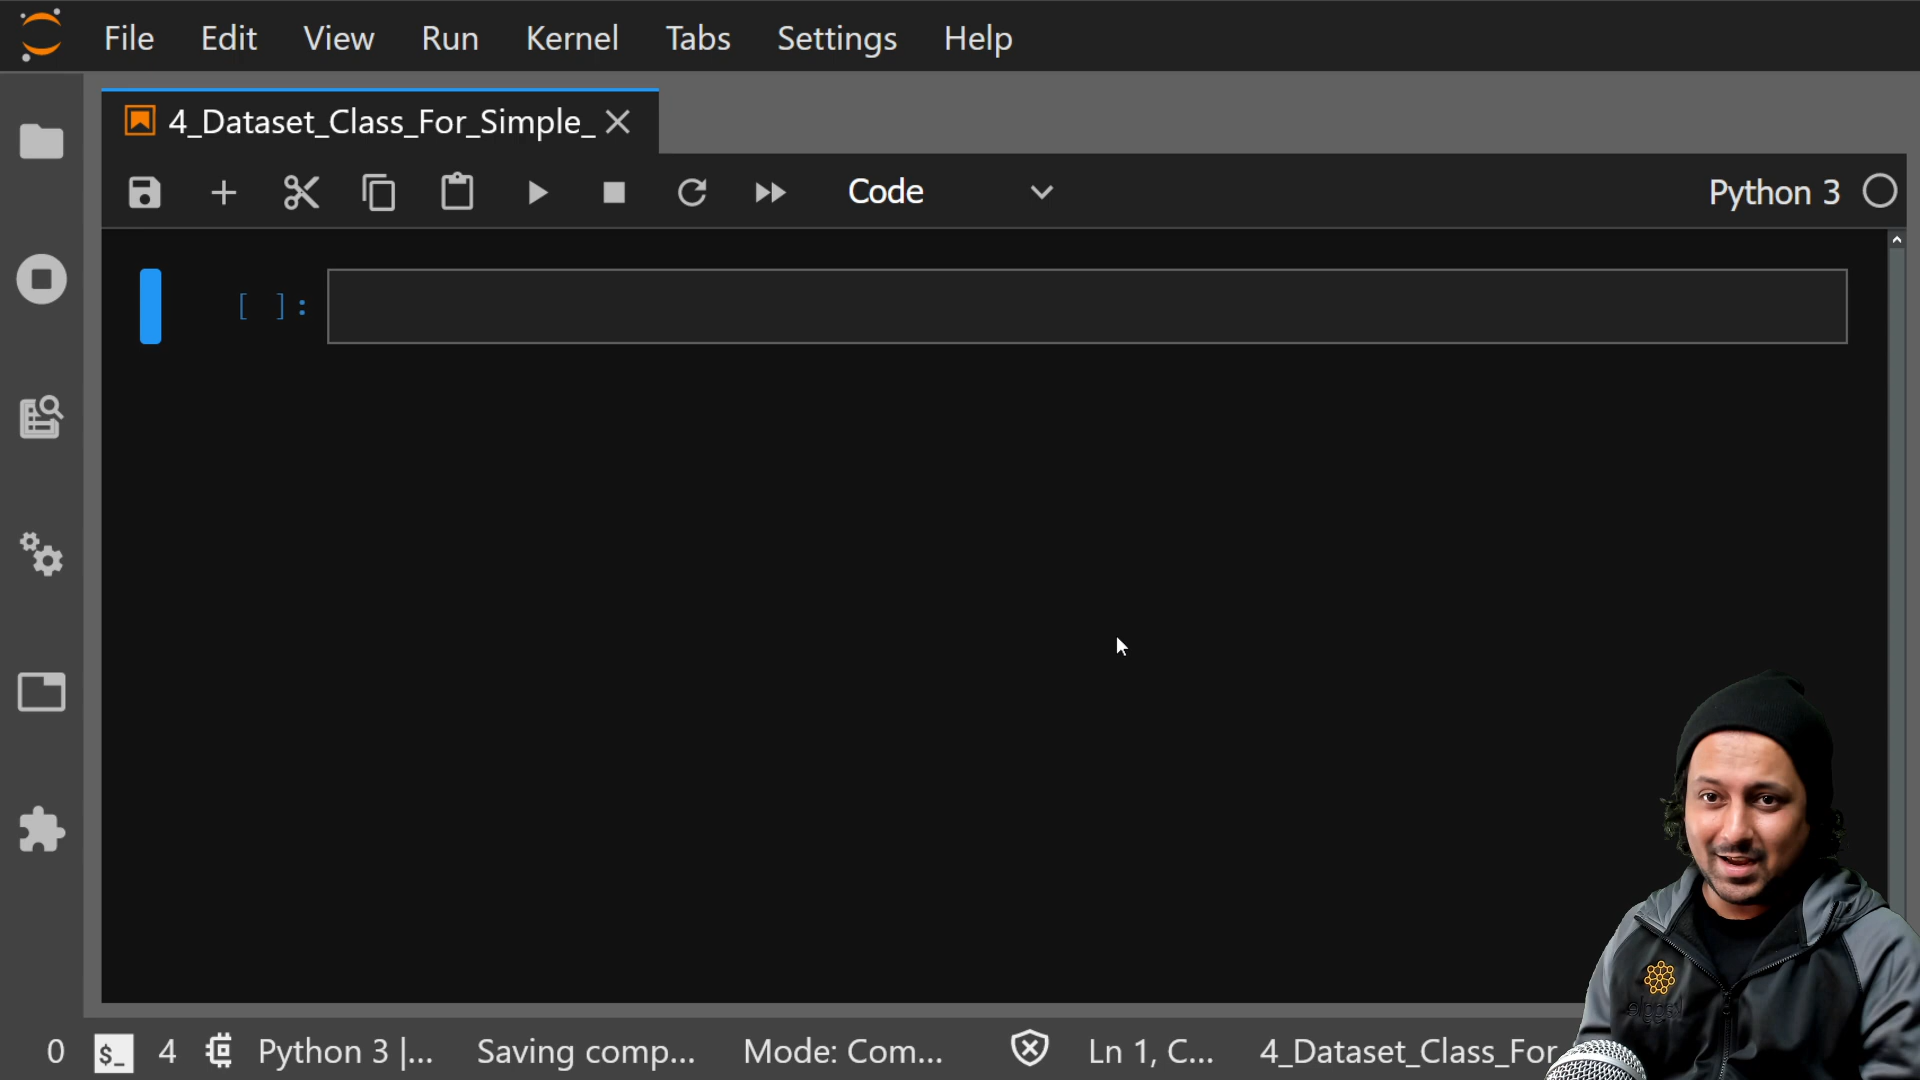 File Edit View Run Kernel Tabs Settings Help
4_Dataset_Class_For_Simple_
Code
Python 3
[ ]:
0 $_ 4 Python 3 |... Saving comp... Mode: Com... Ln 1, C... 4_Dataset_Class_For